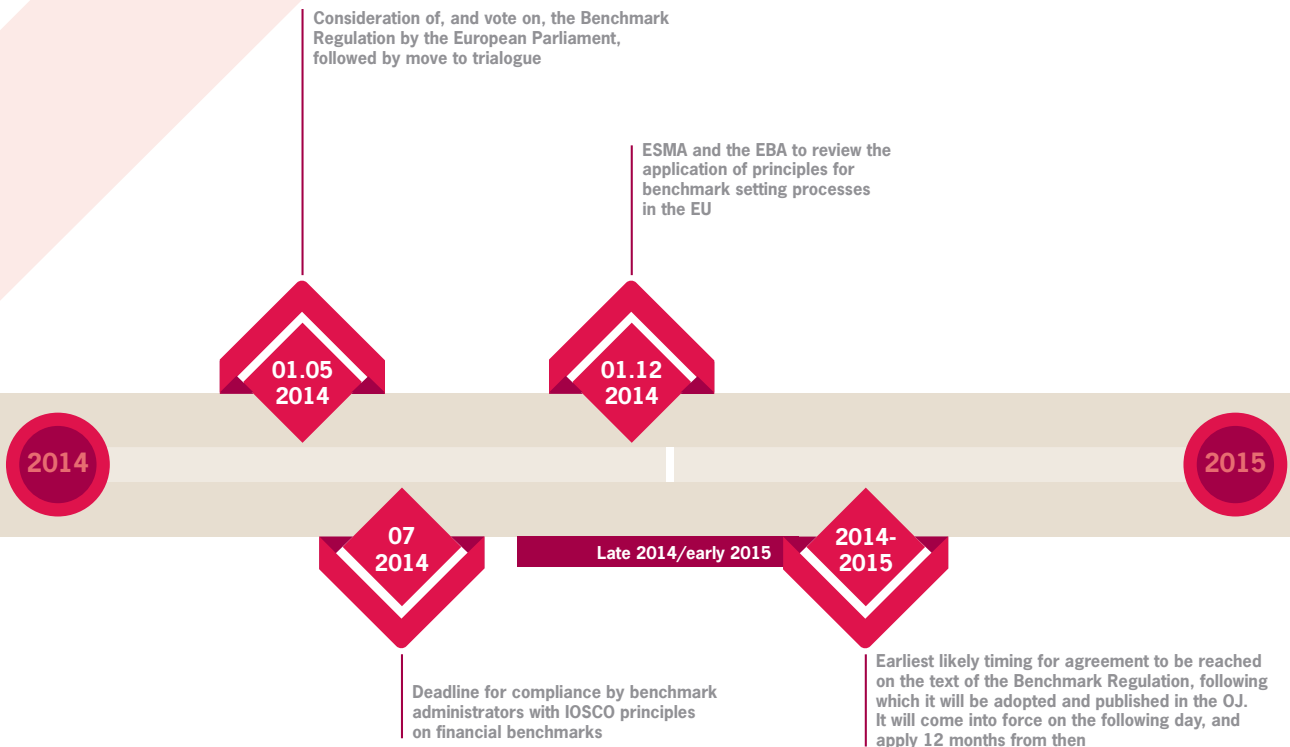 Consideration of, and vote on, the Benchmark
Regulation by the European Parliament,
followed by move to trialogue
ESMA and the EBA to review the
application of principles for
benchmark setting processes
in the EU
01.05
2014
01.12
2014
2014
2015
07
2014
Late 2014/early 2015
2014-
2015
Deadline for compliance by benchmark
administrators with IOSCO principles
on financial benchmarks
Earliest likely timing for agreement to be reached
on the text of the Benchmark Regulation, following
which it will be adopted and published in the OJ.
It will come into force on the following day, and
apply 12 months from then